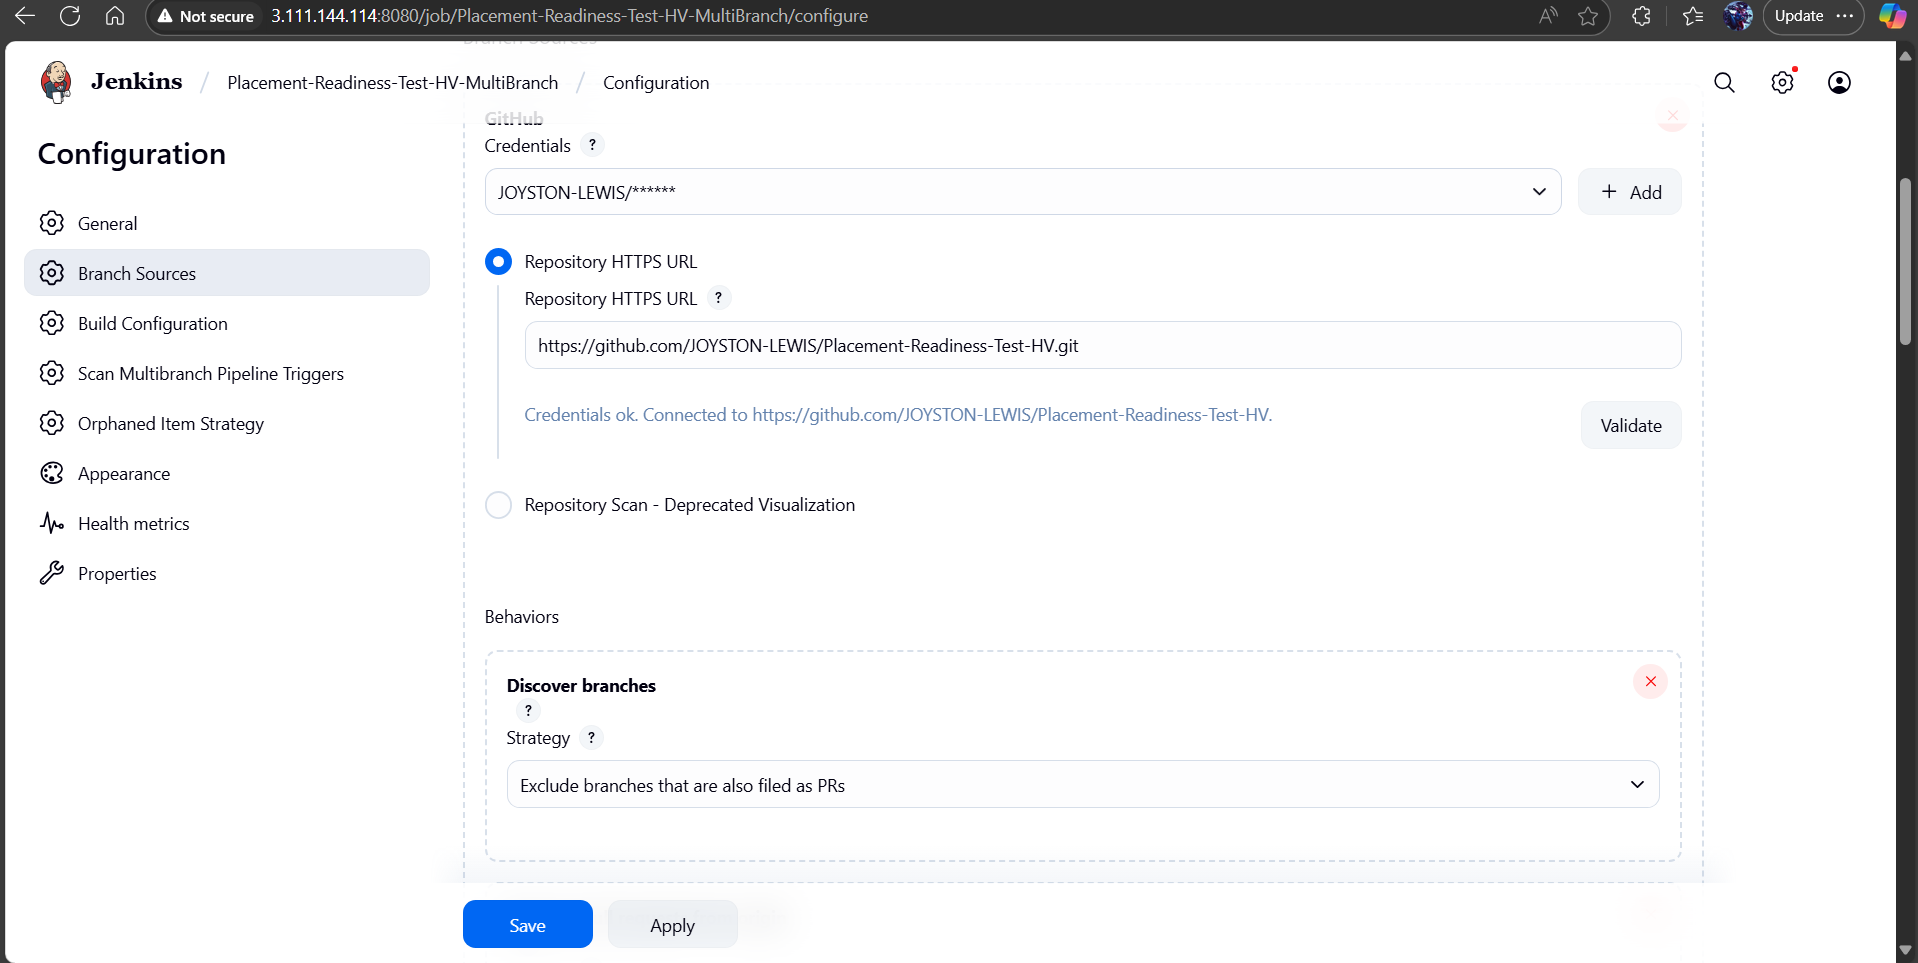 Not secure
3.111.144.114:8080/job/Placement-Readiness-Test-HV-MultiBranch/configure
Update
Branch Sources
Jenkins / Placement-Readiness-Test-HV-MultiBranch / Configuration
Configuration
General
Branch Sources
Build Configuration
Scan Multibranch Pipeline Triggers
Orphaned Item Strategy
Appearance
Health metrics
Properties
GitHub
Credentials ?
JOYSTON-LEWIS/******
+ Add
Repository HTTPS URL
Repository HTTPS URL ?
https://github.com/JOYSTON-LEWIS/Placement-Readiness-Test-HV.git
Credentials ok. Connected to https://github.com/JOYSTON-LEWIS/Placement-Readiness-Test-HV.
Validate
Repository Scan - Deprecated Visualization
Behaviors
Discover branches
?
Strategy ?
Exclude branches that are also filed as PRs
Save
Apply